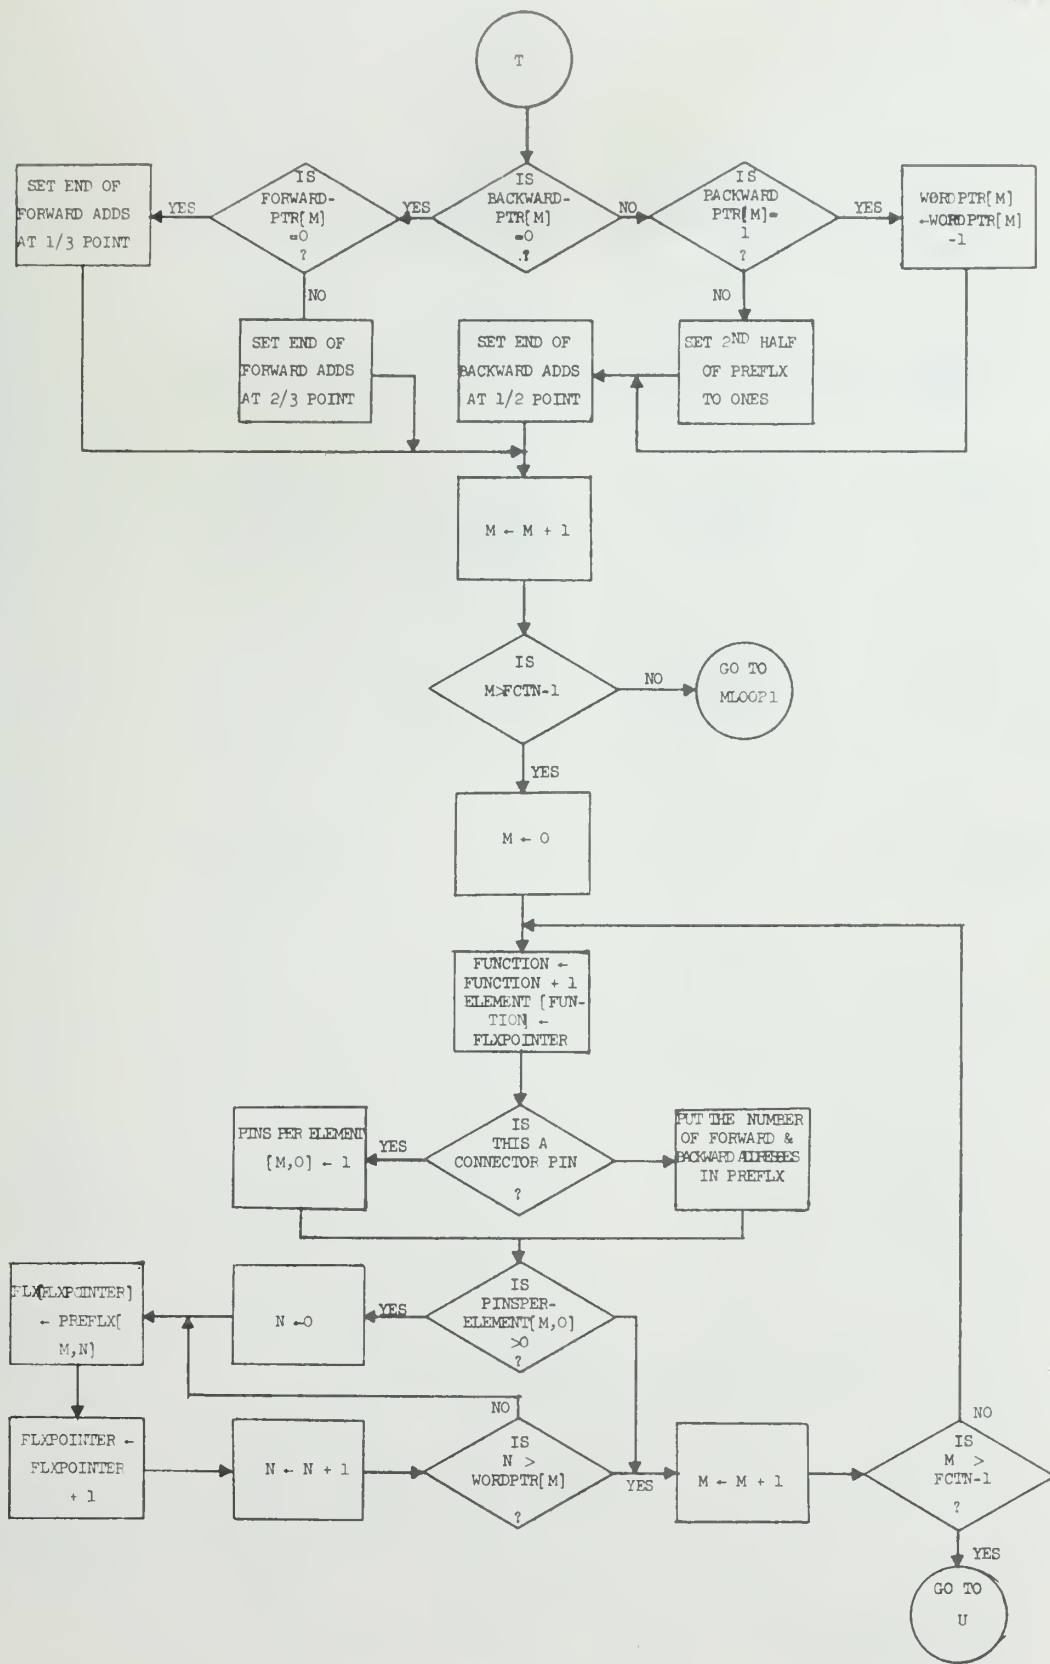 T
SET END OF
FORWARD ADDS
AT 1/3 POINT
YES
IS
FORWARD-
PTR[M]
=0
?
YES
IS
BACKWARD-
PTR[M]
=0
?
NO
IS
BACKWARD
PTR[M]=
1
?
YES
WORDPTR[M]
←WORDPTR[M]
-1
NO
NO
SET END OF
FORWARD ADDS
AT 2/3 POINT
SET END OF
BACKWARD ADDS
AT 1/2 POINT
SET 2ND HALF
OF PREFLX
TO ONES
M ← M + 1
IS
M>FCTN-1
NO
GO TO
MLOOP1
YES
M ← 0
FUNCTION ←
FUNCTION + 1
ELEMENT [FUN-
TION] ←
FLXPOINTER
PINS PER ELEMENT
[M,0] ← 1
YES
IS
THIS A
CONNECTOR PIN
?
PUT THE NUMBER
OF FORWARD &
BACKWARD ADDRESSES
IN PREFLX
FLX[FLXPOINTER]
← PREFLX[
M,N]
N ←0
YES
IS
PINSPER-
ELEMENT[M,0]
>0
?
NO
FLXPOINTER ←
FLXPOINTER
+ 1
N ← N + 1
IS
N >
WORDPTR[M]
?
YES
M ← M + 1
NO
IS
M >
FCTN-1
?
YES
GO TO
U